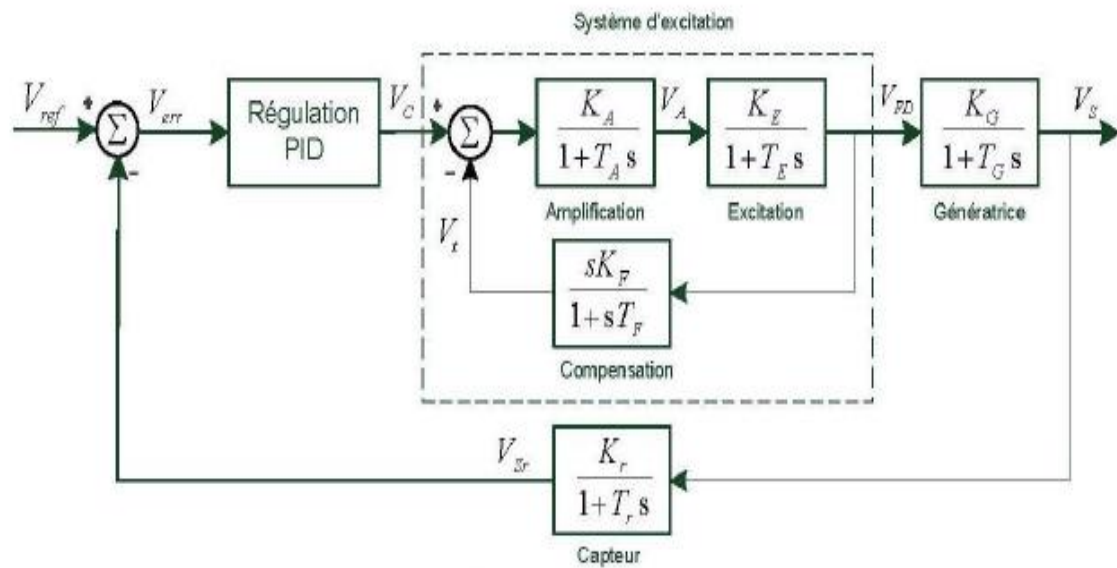 Système d'excitation
V_ref
+
Σ
-
V_err
Régulation
PID
V_C
+
Σ
-
K_A
1+T_A s
Amplification
V_A
K_E
1+T_E s
Excitation
V_FD
K_G
1+T_G s
Génératrice
V_S
V_t
sK_F
1+sT_F
Compensation
V_Sr
K_r
1+T_r s
Capteur